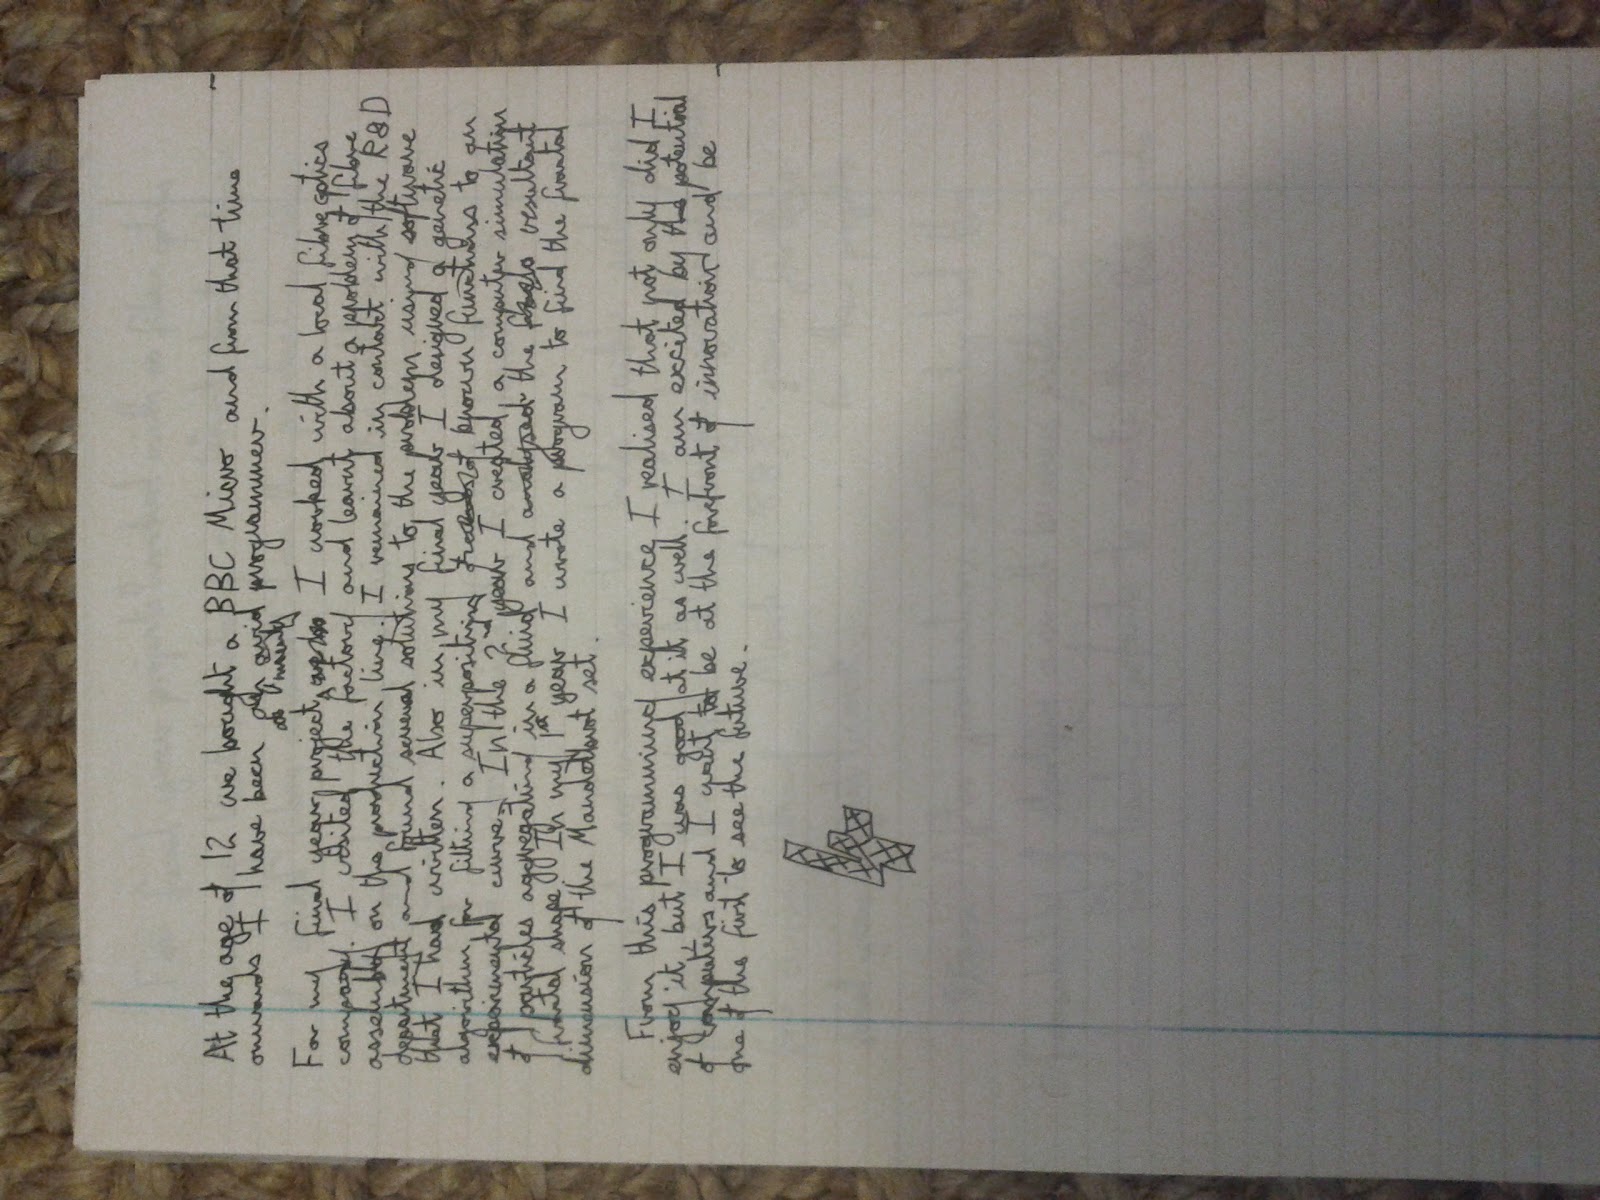 At the age of 12 we bought a BBC Micro and from that time
onwards I have been an avid programmer.
For my final year project I worked with a local fibre optics
company. I visited the factory and learnt about a problem of fibre
assembly on the production line. I remained in contact with the R&D
department and found several solutions to the problem using software
that I had written. Also in my final year I designed a genetic
algorithm for fitting a superposition of known functions to an
experimental curve. In the 2nd year I created a computer simulation
of particles aggregating in a fluid and analysed the resultant
fractal shape. In my 1st year I wrote a program to find the fractal
dimension of the Mandelbrot set.
From this programming experience I realised that not only did I
enjoy it, but I was good at it as well. I am excited by the potential
of computers and I want to be at the forefront of innovation and be
one of the first to see the future.